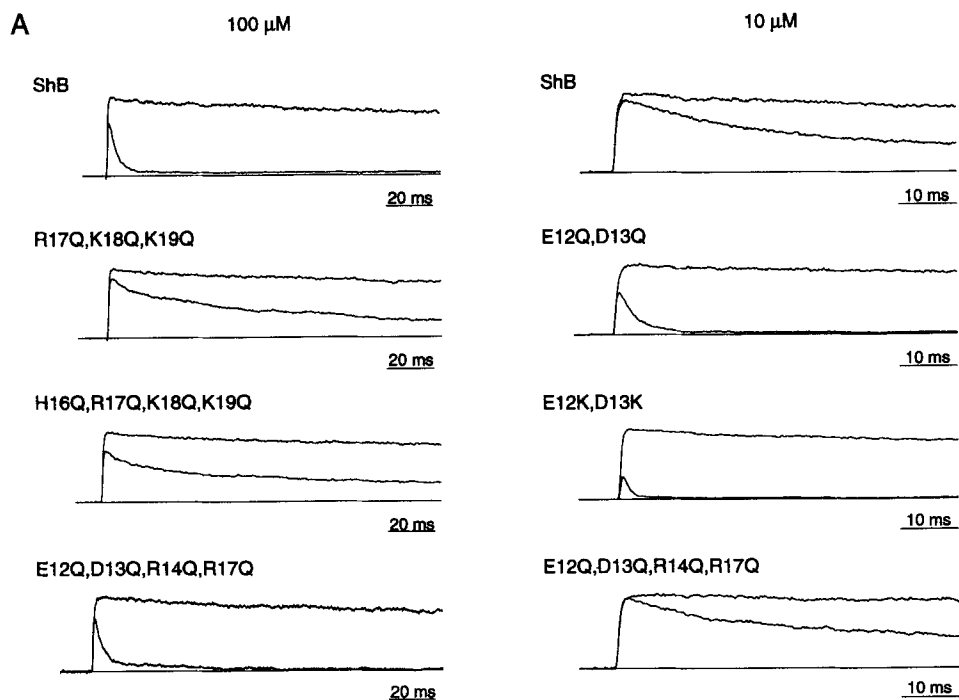 A
100 µM
10 µM
ShB
20 ms
R17Q,K18Q,K19Q
20 ms
H16Q,R17Q,K18Q,K19Q
20 ms
E12Q,D13Q,R14Q,R17Q
20 ms
ShB
10 ms
E12Q,D13Q
10 ms
E12K,D13K
10 ms
E12Q,D13Q,R14Q,R17Q
10 ms